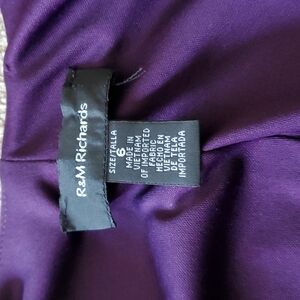 R&M Richards
SIZE/TALLA
6
MADE IN
VIETNAM
OF IMPORTED
FABRIC
HECHO EN
VIETNAM
DE TELA
IMPORTADA